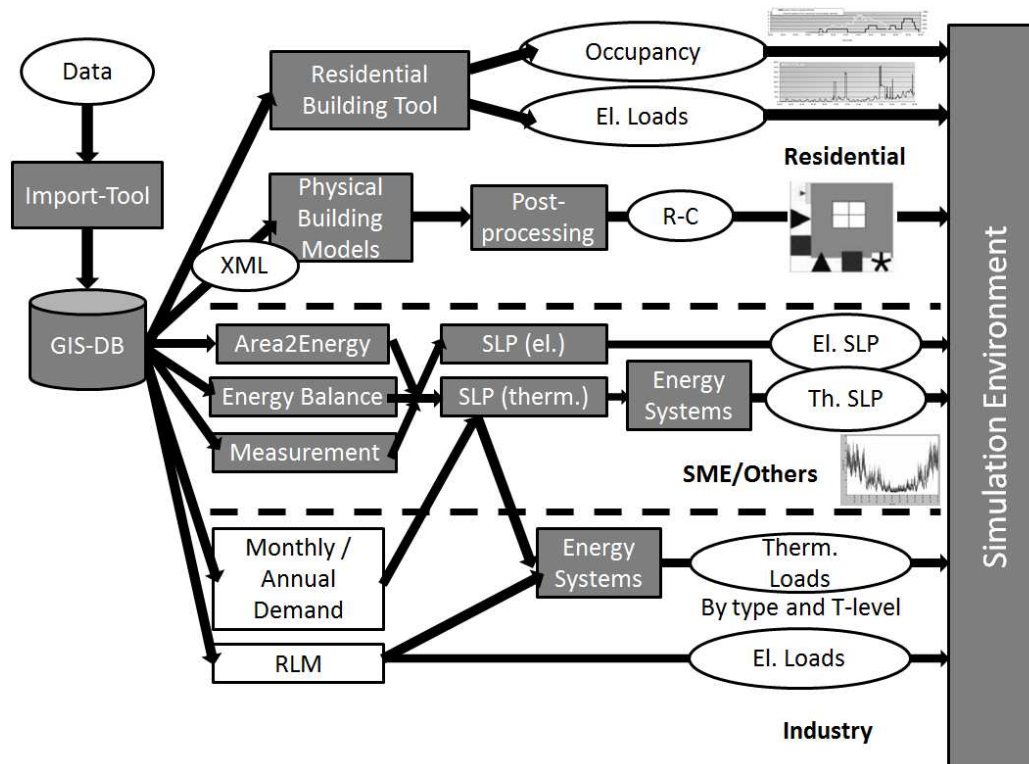 Data
Import-Tool
GIS-DB
Residential
Building Tool
Occupancy
El. Loads
Residential
Physical
Building
Models
XML
Post-
processing
R-C
Area2Energy
Energy Balance
Measurement
SLP (el.)
SLP (therm.)
Energy
Systems
El. SLP
Th. SLP
SME/Others
Monthly /
Annual
Demand
RLM
Energy
Systems
Therm.
Loads
By type and T-level
El. Loads
Industry
Simulation Environment